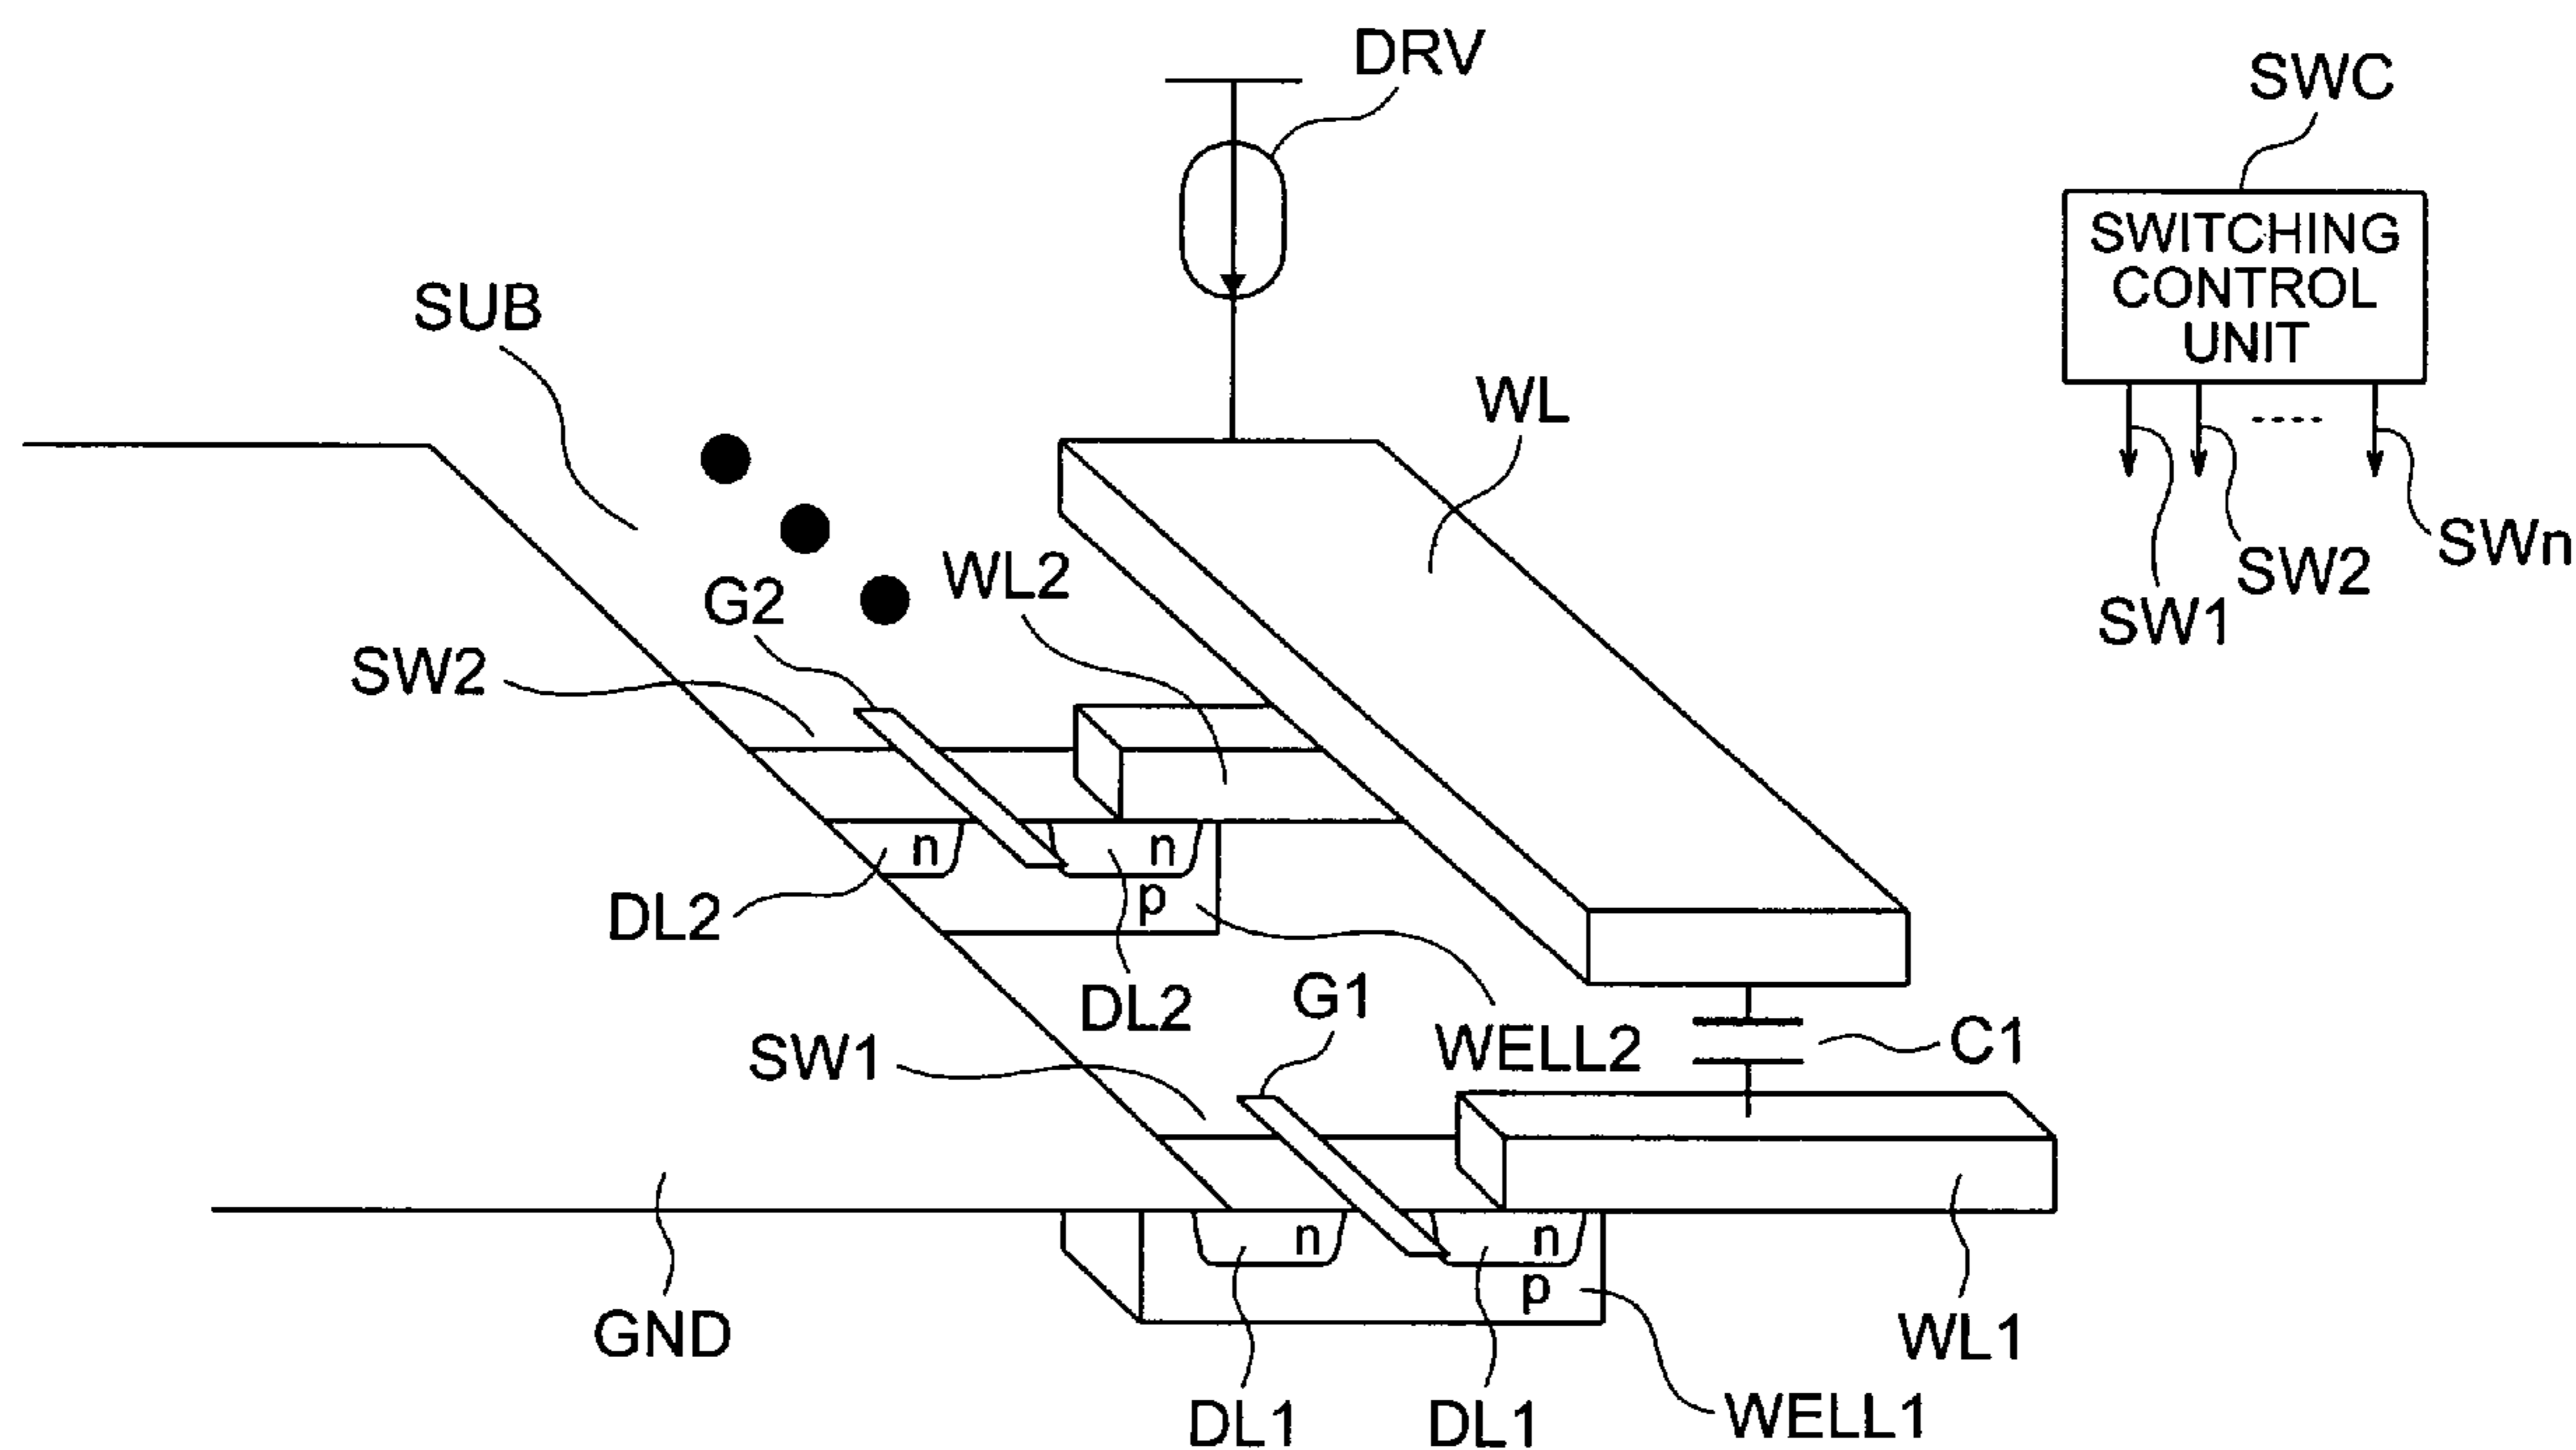 DRV
SWC
SWITCHING
CONTROL
UNIT
SUB
WL
SWn
SW2
SW1
WL2
G2
SW2
n
n
DL2
p
DL2
G1
WELL2
C1
SW1
n
n
p
GND
WL1
DL1
DL1
WELL1